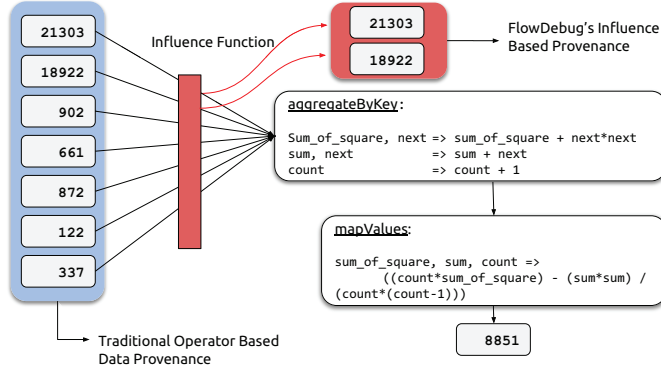 21303
18922
902
661
872
122
337
Traditional Operator Based
Data Provenance
Influence Function
21303
18922
FlowDebug's Influence
Based Provenance
aggregateByKey:
Sum_of_square, next => sum_of_square + next*next
sum, next => sum + next
count => count + 1
mapValues:
sum_of_square, sum, count =>
((count*sum_of_square) - (sum*sum) /
(count*(count-1)))
8851